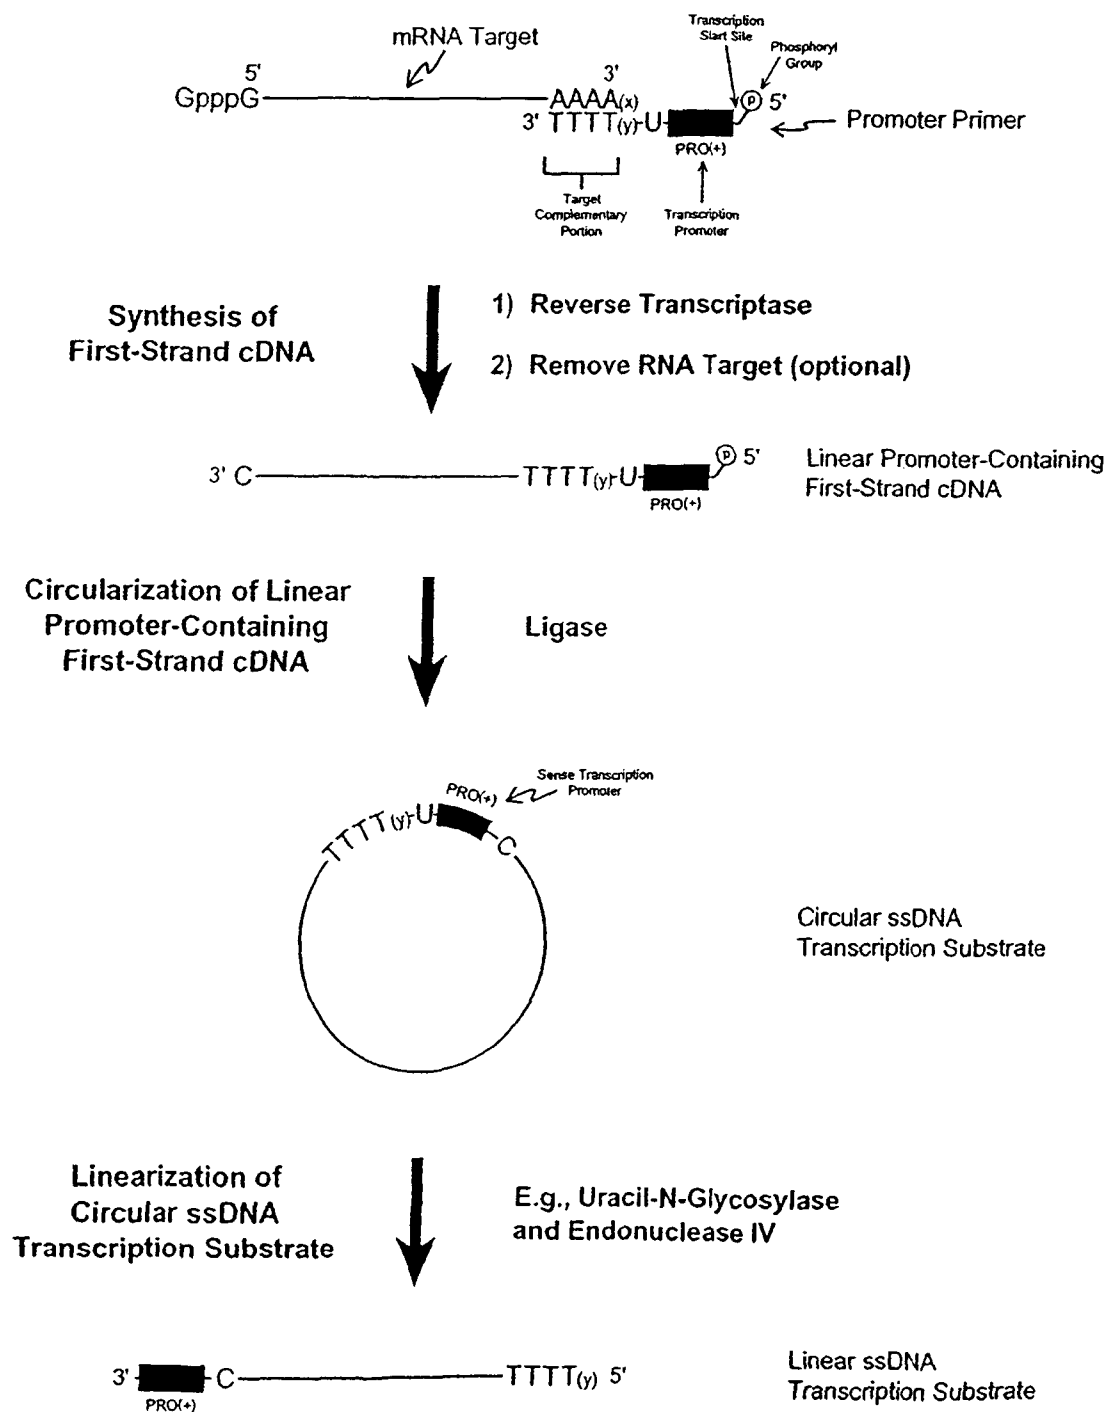 mRNA Target
Transcription
Start Site
Phosphoryl
Group
5'
3'
GpppG
AAAA(x)
P 5'
3' TTTT(y)-U
Promoter Primer
PRO(+)
Target
Complementary
Portion
Transcription
Promoter
Synthesis of
First-Strand cDNA
1) Reverse Transcriptase
2) Remove RNA Target (optional)
3' C
TTTT(y)-U
P 5'
PRO(+)
Linear Promoter-Containing
First-Strand cDNA
Circularization of Linear
Promoter-Containing
First-Strand cDNA
Ligase
Sense Transcription
Promoter
PRO(+)
TTTT(y)-U
C
Circular ssDNA
Transcription Substrate
Linearization of
Circular ssDNA
Transcription Substrate
E.g., Uracil-N-Glycosylase
and Endonuclease IV
3'
C
TTTT(y) 5'
PRO(+)
Linear ssDNA
Transcription Substrate